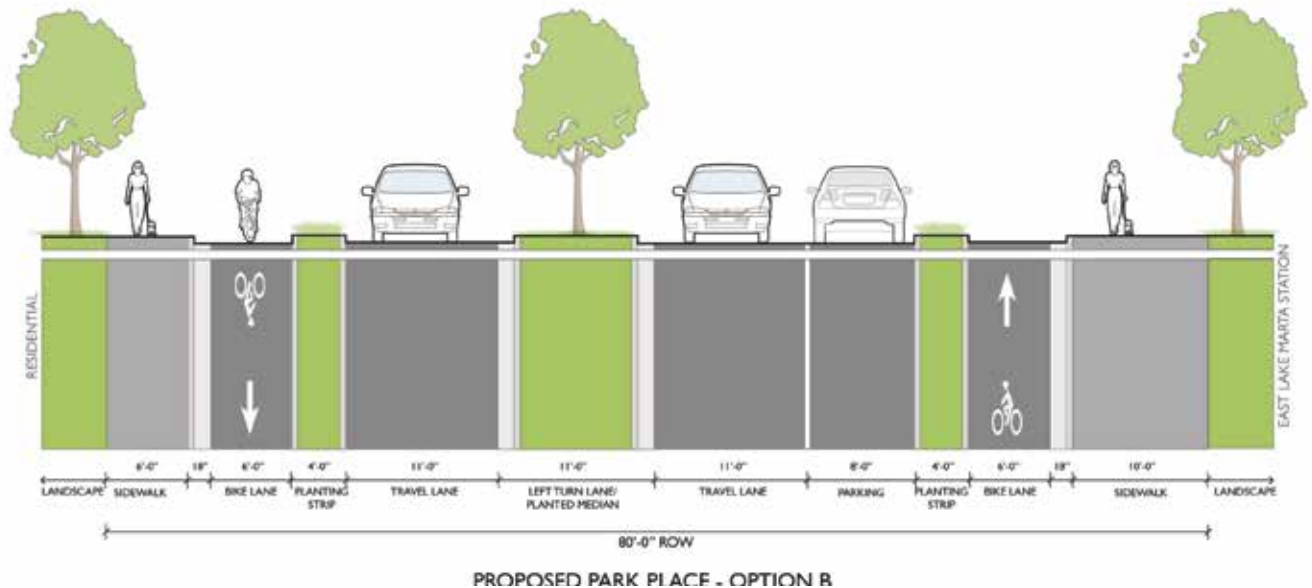 RESIDENTIAL
EAST LAKE MARTA STATION
6'-0" 18" 6'-0" 4'-0" 11'-0" 11'-0" 11'-0" 8'-0" 4'-0" 6'-0" 18" 10'-0"
LANDSCAPE SIDEWALK BIKE LANE PLANTING STRIP TRAVEL LANE LEFT TURN LANE/ PLANTED MEDIAN TRAVEL LANE PARKING PLANTING STRIP BIKE LANE SIDEWALK LANDSCAPE
80'-0" ROW
PROPOSED PARK PLACE - OPTION B